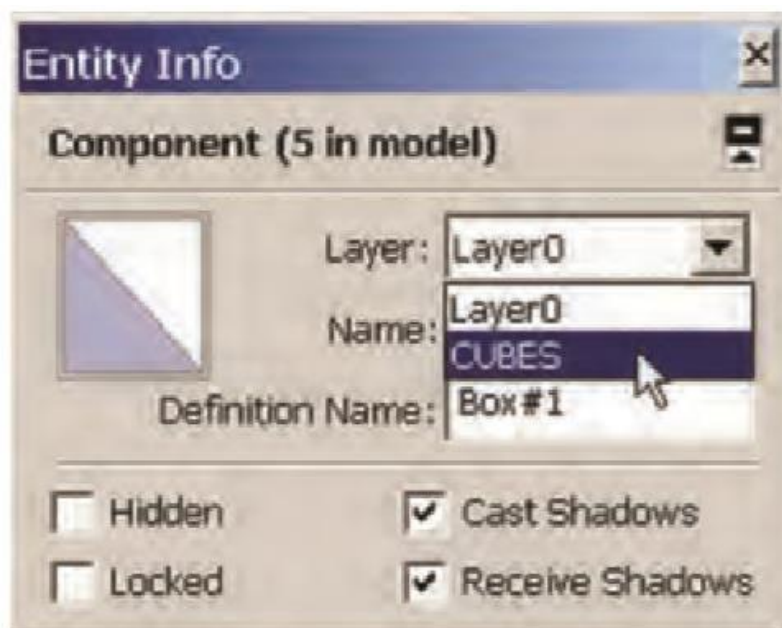 Entity Info
Component (5 in model)
Layer: Layer0
Layer0
Name:
CUBES
Definition Name: Box#1
Hidden
Cast Shadows
Locked
Receive Shadows